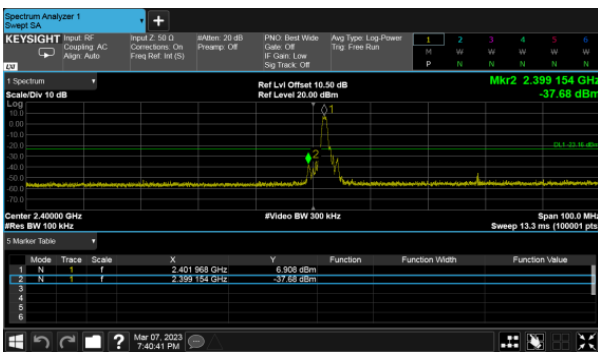 Spectrum Analyzer 1
Swept SA
+
KEYSIGHT Input: RF Input Z: 50 Ω #Atten: 20 dB PNO: Best Wide Avg Type: Log-Power 1 2 3 4 5 6
Coupling: AC Corrections: On Preamp: Off Gate: Off Trig: Free Run M W W W W W
Align: Auto Freq Ref: Int (S) IF Gain: Low
Sig Track: Off P N N N N N
LXI
1 Spectrum Ref Lvl Offset 10.50 dB Mkr2 2.399 154 GHz
Scale/Div 10 dB Ref Level 20.00 dBm -37.68 dBm
Log
10.0
0.00
-10.0
-20.0
-30.0
-40.0
-50.0
-60.0
-70.0
1
DL1 -23.16 dBm
2
Center 2.40000 GHz #Video BW 300 kHz Span 100.0 MHz
#Res BW 100 kHz Sweep 13.3 ms (100001 pts)
5 Marker Table
Mode Trace Scale X Y Function Function Width Function Value
1 N 1 f 2.401 968 GHz 6.908 dBm
2 N 1 f 2.399 154 GHz -37.68 dBm
3
4
5
6
? Mar 07, 2023
7:40:41 PM